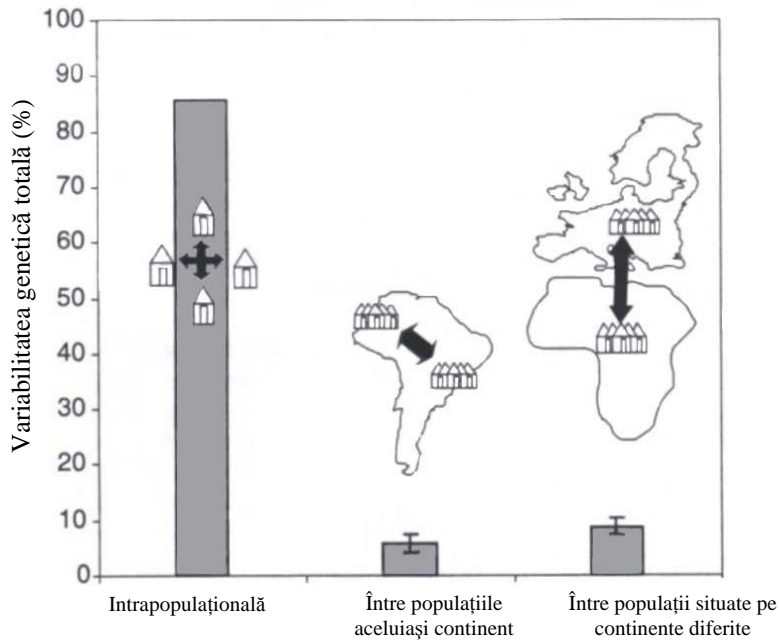 Variabilitatea genetică totală (%)
100
90
80
70
60
50
40
30
20
10
0
Intrapopulațională
Între populațiile
aceluiaşi continent
Între populații situate pe
continente diferite